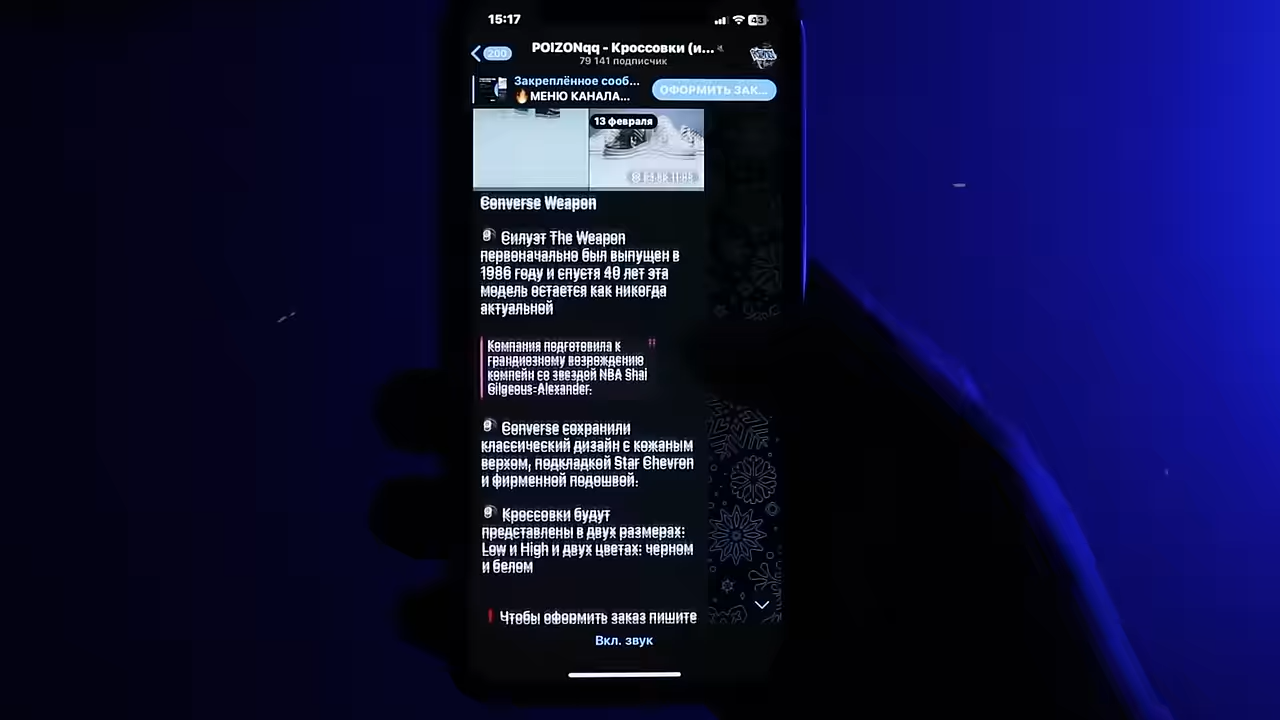 15:17
43
200
POIZONqq - Кроссовки (и...
79 141 подписчик
Закреплённое сооб...
🔥МЕНЮ КАНАЛА...
ОФОРМИТЬ ЗАК...
13 февраля
Converse Weapon
Силуэт The Weapon
первоначально был выпущен в
1986 году и спустя 40 лет эта
модель остается как никогда
актуальной
Компания подготовила к
грандиозному возрождению
компейн со звездой NBA Shai
Gilgeous-Alexander.
Converse сохранили
классический дизайн с кожаным
верхом, подкладкой Star Chevron
и фирменной подошвой.
Кроссовки будут
представлены в двух размерах:
Low и High и двух цветах: черном
и белом
Чтобы оформить заказ пишите
Вкл. звук